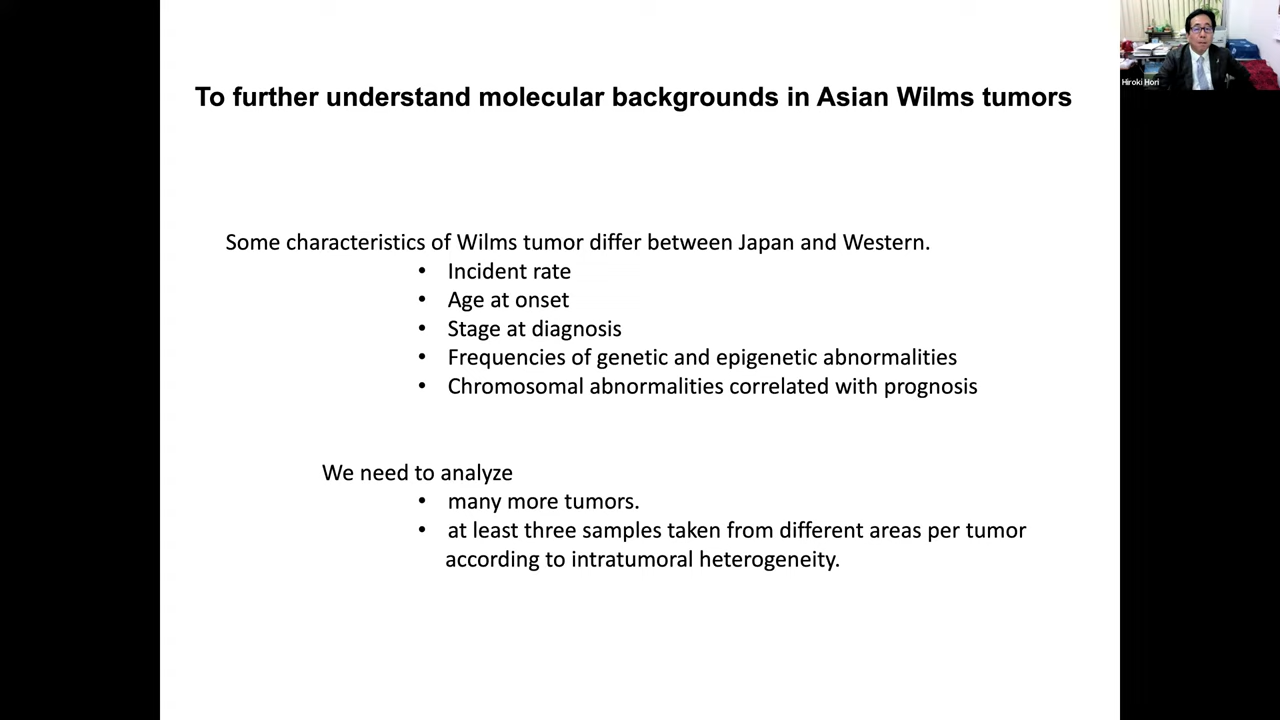 To further understand molecular backgrounds in Asian Wilms tumors
Hiroki Hori
Some characteristics of Wilms tumor differ between Japan and Western.
• Incident rate
• Age at onset
• Stage at diagnosis
• Frequencies of genetic and epigenetic abnormalities
• Chromosomal abnormalities correlated with prognosis
We need to analyze
• many more tumors.
• at least three samples taken from different areas per tumor
according to intratumoral heterogeneity.